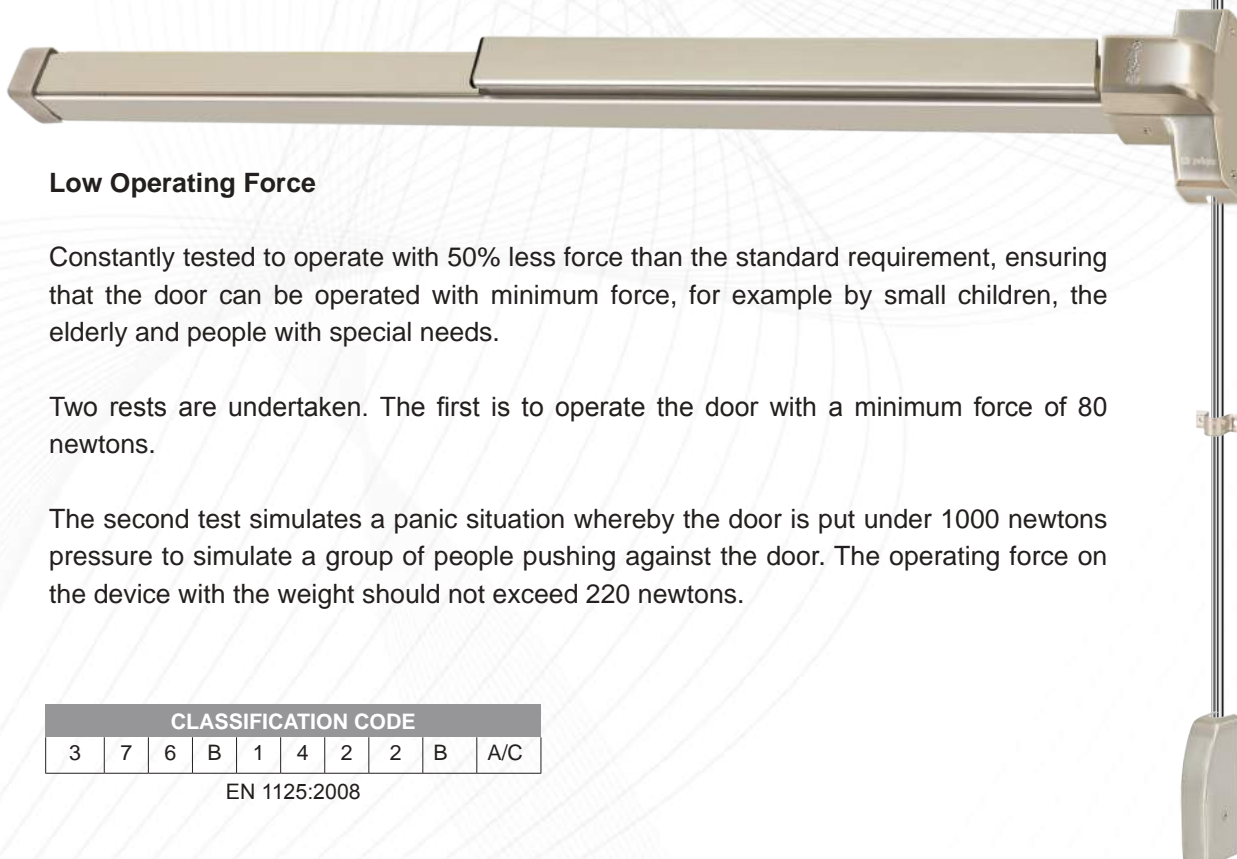 Low Operating Force
Constantly tested to operate with 50% less force than the standard requirement, ensuring
that the door can be operated with minimum force, for example by small children, the
elderly and people with special needs.
Two rests are undertaken. The first is to operate the door with a minimum force of 80
newtons.
The second test simulates a panic situation whereby the door is put under 1000 newtons
pressure to simulate a group of people pushing against the door. The operating force on
the device with the weight should not exceed 220 newtons.
CLASSIFICATION CODE
3 7 6 B 1 4 2 2 B A/C
EN 1125:2008